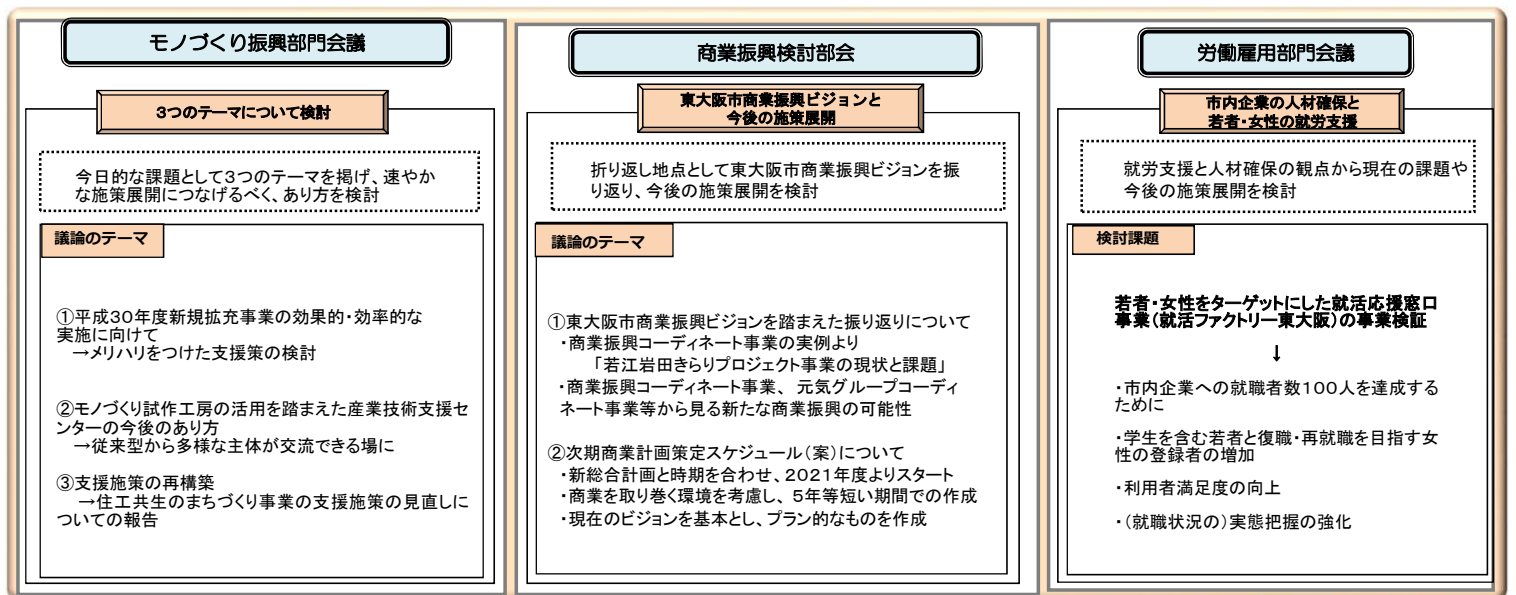 モノづくり振興部門会議
3つのテーマについて検討
今日的な課題として3つのテーマを掲げ、速やか
な施策展開につなげるべく、あり方を検討
議論のテーマ
①平成30年度新規拡充事業の効果的・効率的な
実施に向けて
→メリハリをつけた支援策の検討
②モノづくり試作工房の活用を踏まえた産業技術支援セ
ンターの今後のあり方
→従来型から多様な主体が交流できる場に
③支援施策の再構築
→住工共生のまちづくり事業の支援施策の見直しに
ついての報告
商業振興検討部会
東大阪市商業振興ビジョンと
今後の施策展開
折り返し地点として東大阪市商業振興ビジョンを振
り返り、今後の施策展開を検討
議論のテーマ
①東大阪市商業振興ビジョンを踏まえた振り返りについて
・商業振興コーディネート事業の実例より
「若江岩田きらりプロジェクト事業の現状と課題」
・商業振興コーディネート事業、元気グループコーディ
ネート事業等から見る新たな商業振興の可能性
②次期商業計画策定スケジュール(案)について
・新総合計画と時期を合わせ、2021年度よりスタート
・商業を取り巻く環境を考慮し、5年等短い期間での作成
・現在のビジョンを基本とし、プラン的なものを作成
労働雇用部門会議
市内企業の人材確保と
若者・女性の就労支援
就労支援と人材確保の観点から現在の課題や
今後の施策展開を検討
検討課題
若者・女性をターゲットにした就活応援窓口
事業(就活ファクトリー東大阪)の事業検証
↓
・市内企業への就職者数100人を達成する
ために
・学生を含む若者と復職・再就職を目指す女
性の登録者の増加
・利用者満足度の向上
・(就職状況の)実態把握の強化